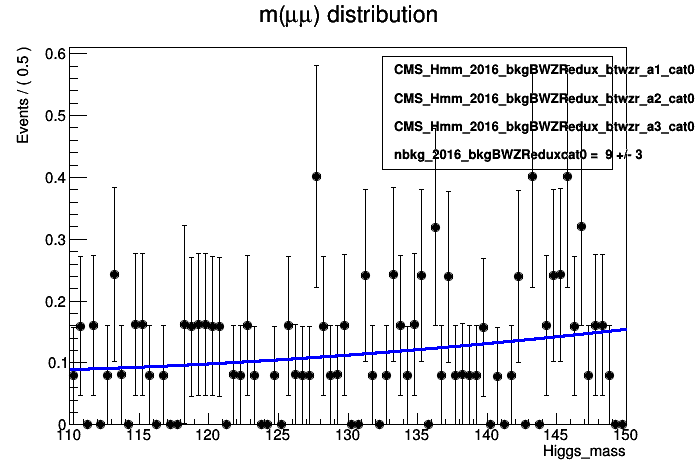 m(μμ) distribution
Events / ( 0.5 )
0.6
0.5
0.4
0.3
0.2
0.1
0
CMS_Hmm_2016_bkgBWZRedux_btwzr_a1_cat0
CMS_Hmm_2016_bkgBWZRedux_btwzr_a2_cat0
CMS_Hmm_2016_bkgBWZRedux_btwzr_a3_cat0
nbkg_2016_bkgBWZReduxcat0 = 9 +/- 3
110 115 120 125 130 135 140 145 150
Higgs_mass